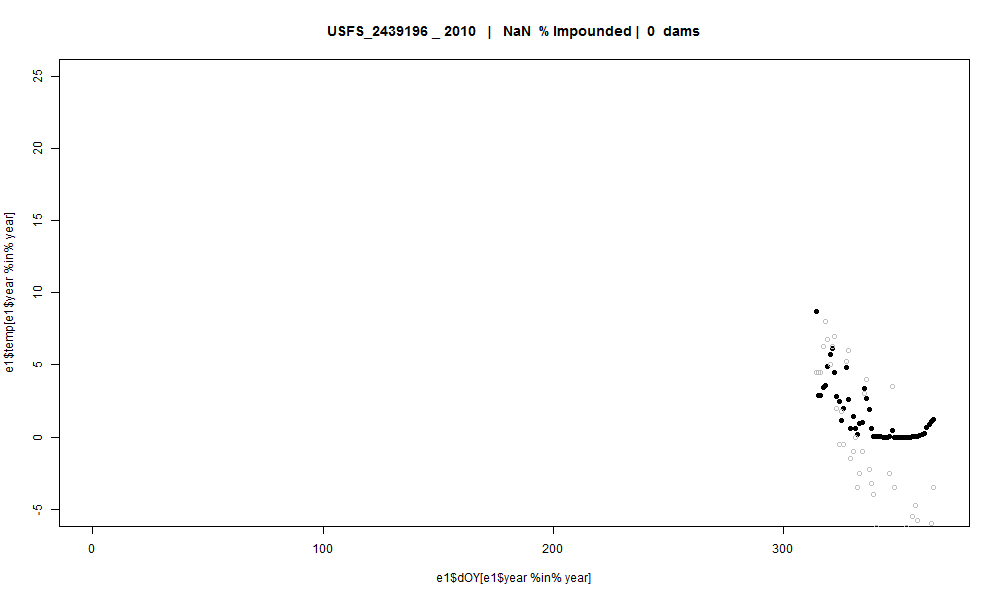 USFS_2439196 _ 2010 | NaN % Impounded | 0 dams
25
20
15
10
5
0
-5
e1$temp[e1$year %in% year]
0 100 200 300
e1$dOY[e1$year %in% year]